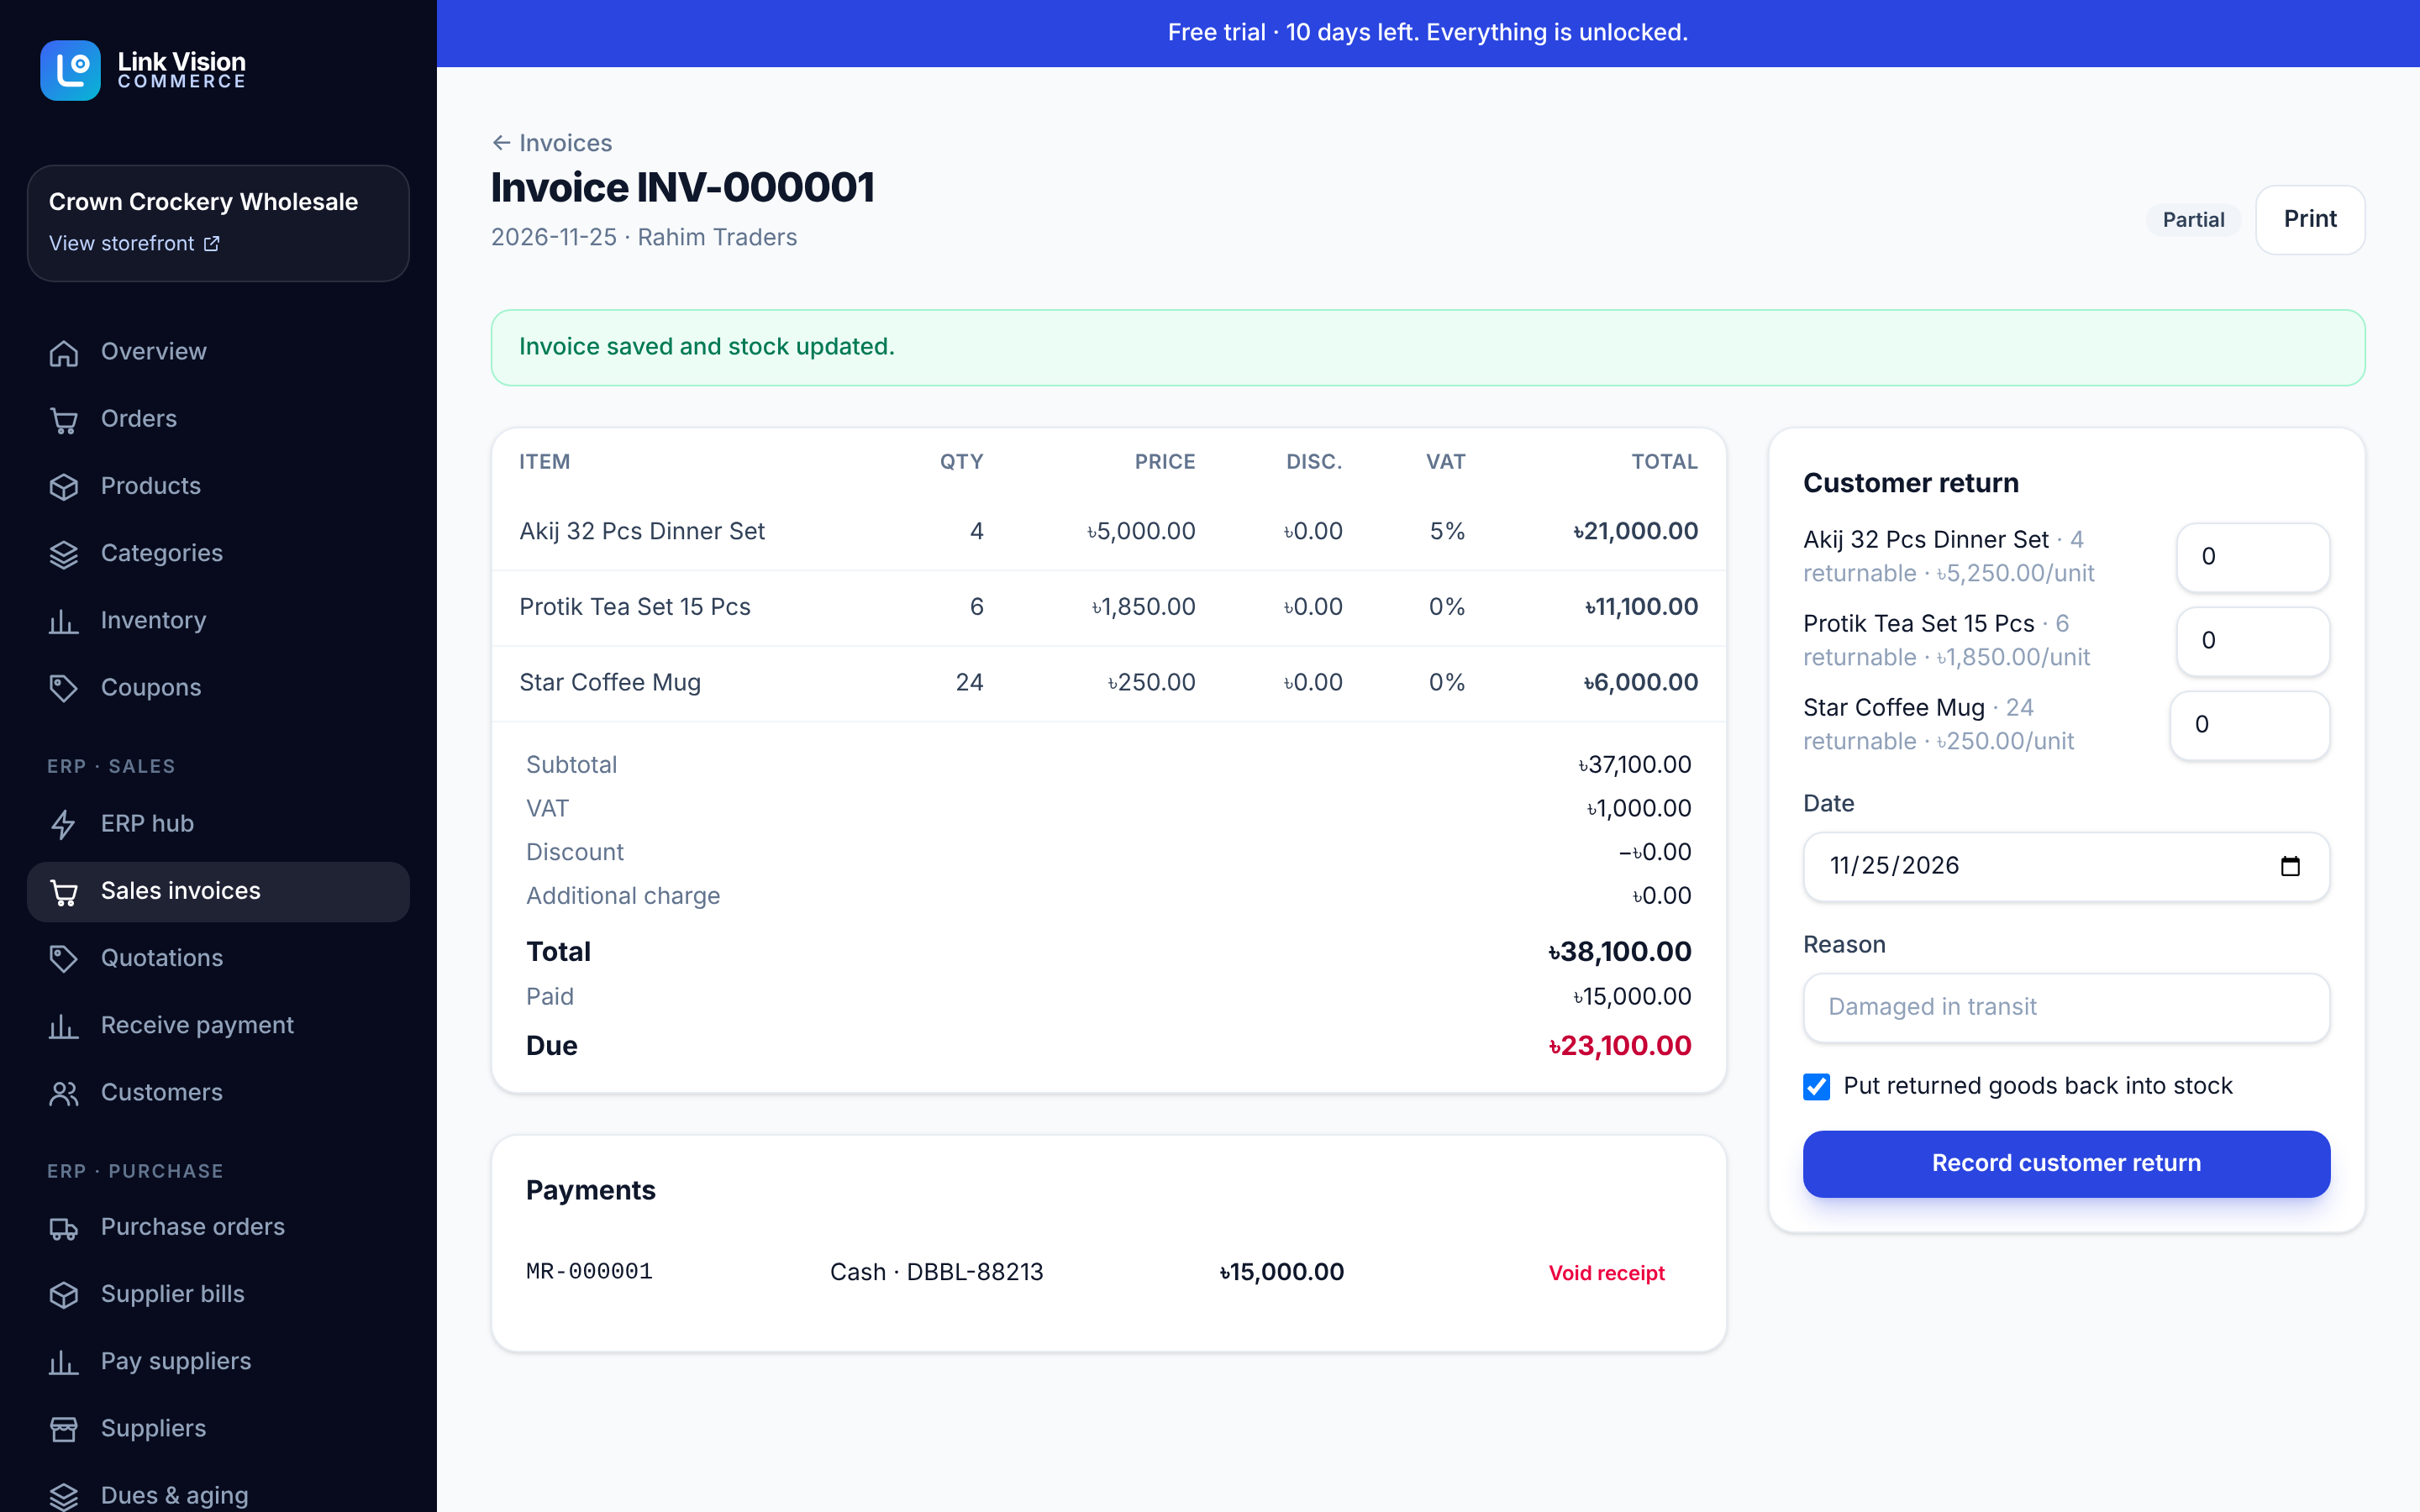 Link Vision
COMMERCE
Crown Crockery Wholesale
View storefront
Overview
Orders
Products
Categories
Inventory
Coupons
ERP · SALES
ERP hub
Sales invoices
Quotations
Receive payment
Customers
ERP · PURCHASE
Purchase orders
Supplier bills
Pay suppliers
Suppliers
Dues & aging
Free trial · 10 days left. Everything is unlocked.
← Invoices
Invoice INV-000001
2026-11-25 · Rahim Traders
Partial
Print
Invoice saved and stock updated.
ITEM QTY PRICE DISC. VAT TOTAL
Akij 32 Pcs Dinner Set 4 ৳5,000.00 ৳0.00 5% ৳21,000.00
Protik Tea Set 15 Pcs 6 ৳1,850.00 ৳0.00 0% ৳11,100.00
Star Coffee Mug 24 ৳250.00 ৳0.00 0% ৳6,000.00
Subtotal ৳37,100.00
VAT ৳1,000.00
Discount −৳0.00
Additional charge ৳0.00
Total ৳38,100.00
Paid ৳15,000.00
Due ৳23,100.00
Payments
MR-000001 Cash · DBBL-88213 ৳15,000.00 Void receipt
Customer return
Akij 32 Pcs Dinner Set · 4
returnable · ৳5,250.00/unit
0
Protik Tea Set 15 Pcs · 6
returnable · ৳1,850.00/unit
0
Star Coffee Mug · 24
returnable · ৳250.00/unit
0
Date
11/25/2026
Reason
Damaged in transit
Put returned goods back into stock
Record customer return